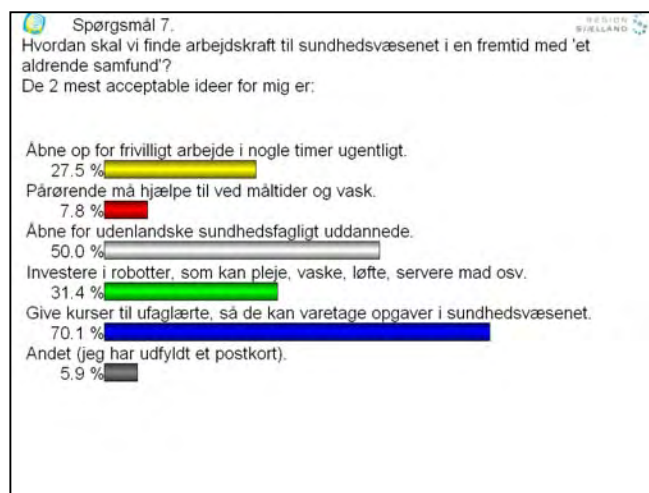 Spørgsmål 7.
REGION
SJÆLLAND
Hvordan skal vi finde arbejdskraft til sundhedsvæsenet i en fremtid med 'et
aldrende samfund'?
De 2 mest acceptable ideer for mig er:
Åbne op for frivilligt arbejde i nogle timer ugentligt.
27.5 %
Pårørende må hjælpe til ved måltider og vask.
7.8 %
Åbne for udenlandske sundhedsfagligt uddannede.
50.0 %
Investere i robotter, som kan pleje, vaske, løfte, servere mad osv.
31.4 %
Give kurser til ufaglærte, så de kan varetage opgaver i sundhedsvæsenet.
70.1 %
Andet (jeg har udfyldt et postkort).
5.9 %